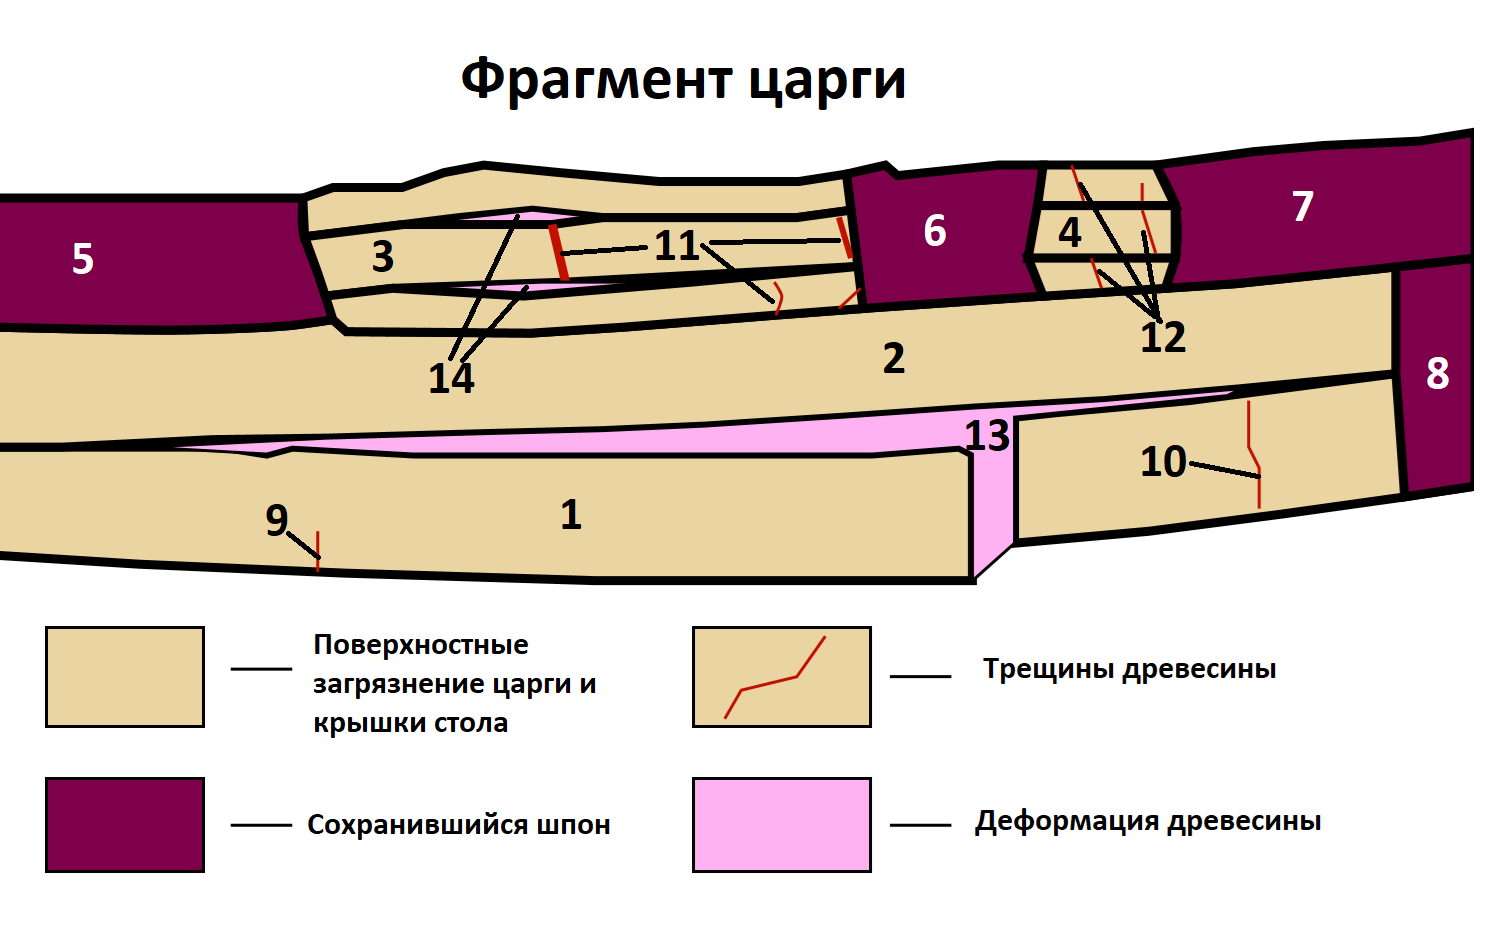 Фрагмент царги
5
3
11
6
4
7
12
14
2
8
13
10
9
1
Поверхностные
загрязнение царги и
крышки стола
Трещины древесины
Сохранившийся шпон
Деформация древесины